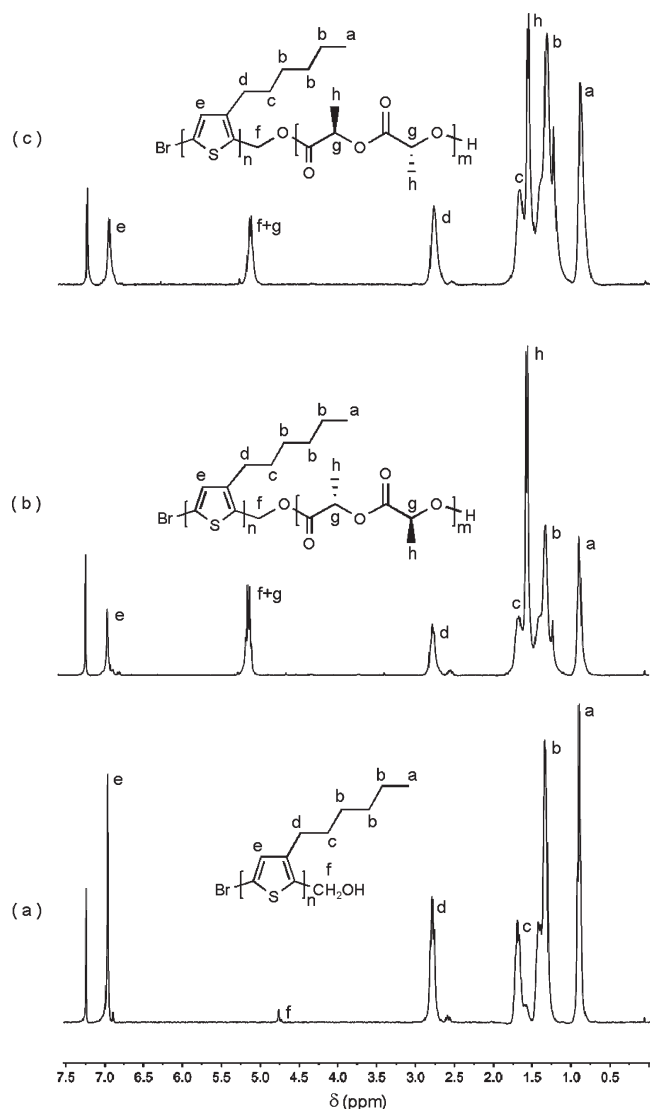 b a
b h b
b
d c a
e h
f O g O H
( c ) Br S n O g O h m
O
c
e f+g d
h
b a
b
b
d c h b a
e O
f g O
( b ) Br S n O g O h m H
O
f+g c
e d
a
b a b
b
e b
d c
e f
Br S n CH2OH
( a ) d c
f
7.5 7.0 6.5 6.0 5.5 5.0 4.5 4.0 3.5 3.0 2.5 2.0 1.5 1.0 0.5
δ (ppm)